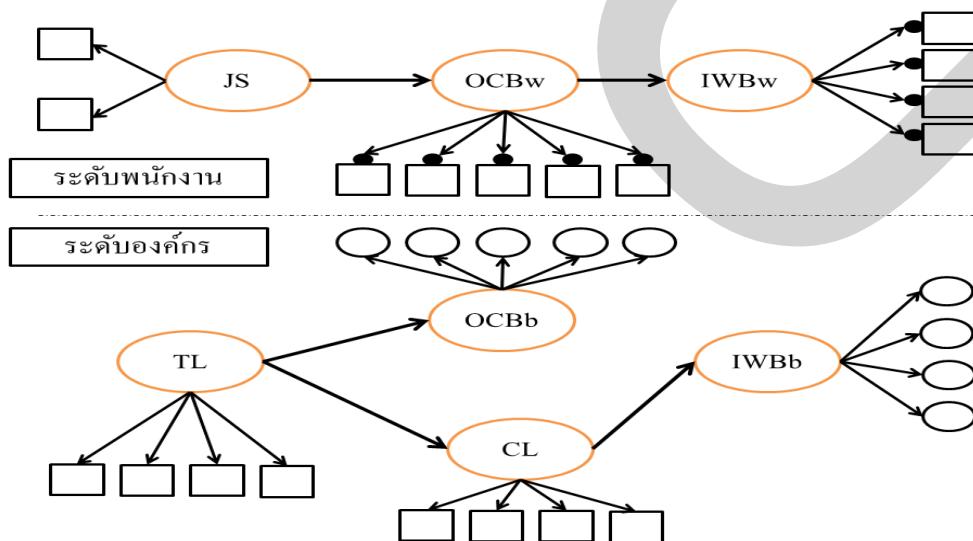 JS
OCBw
IWBw
ระดับพนักงาน
ระดับองค์กร
OCBb
TL
IWBb
CL